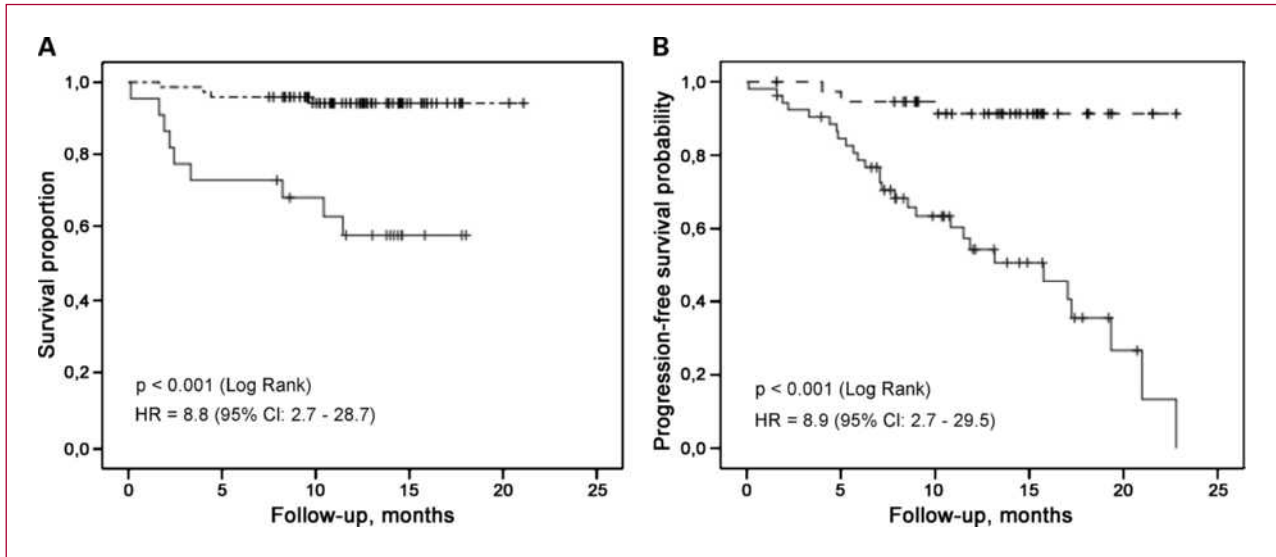 A
Survival proportion
1,0
0,8
0,6
0,4
0,2
0,0
p < 0.001 (Log Rank)
HR = 8.8 (95% CI: 2.7 - 28.7)
0 5 10 15 20 25
Follow-up, months
B
Progression-free survival probability
1,0
0,8
0,6
0,4
0,2
0,0
p < 0.001 (Log Rank)
HR = 8.9 (95% CI: 2.7 - 29.5)
0 5 10 15 20 25
Follow-up, months